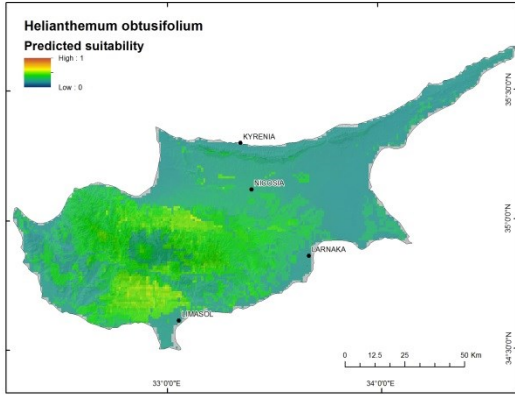 Helianthemum obtusifolium
Predicted suitability
High : 1
Low : 0
KYRENIA
NICOSIA
LARNAKA
LIMASOL
35°30'0"E
35°0'0"E
34°30'0"E
0 12.5 25 50 Km
33°0'0"E
34°0'0"E